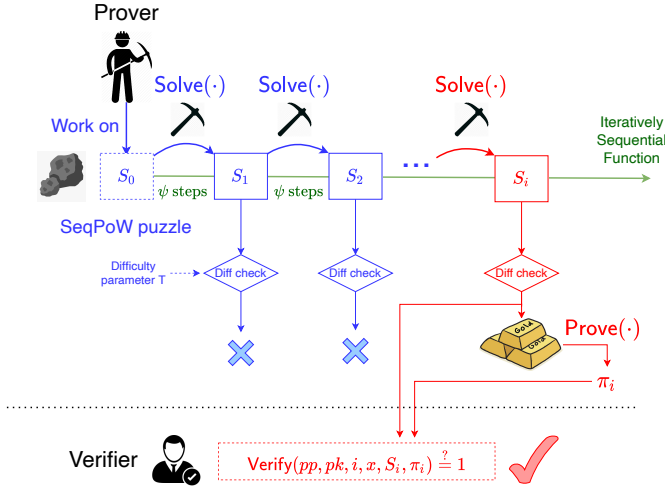 Prover
Solve(·)
Solve(·)
Solve(·)
Work on
Iteratively
Sequential
Function
S₀
S₁
S₂
...
Sᵢ
ψ steps
ψ steps
SeqPoW puzzle
Difficulty
parameter T
Diff check
Diff check
Diff check
Gold
Gold
Prove(·)
πᵢ
Verifier
Verify(pp, pk, i, x, Sᵢ, πᵢ) ≟ 1